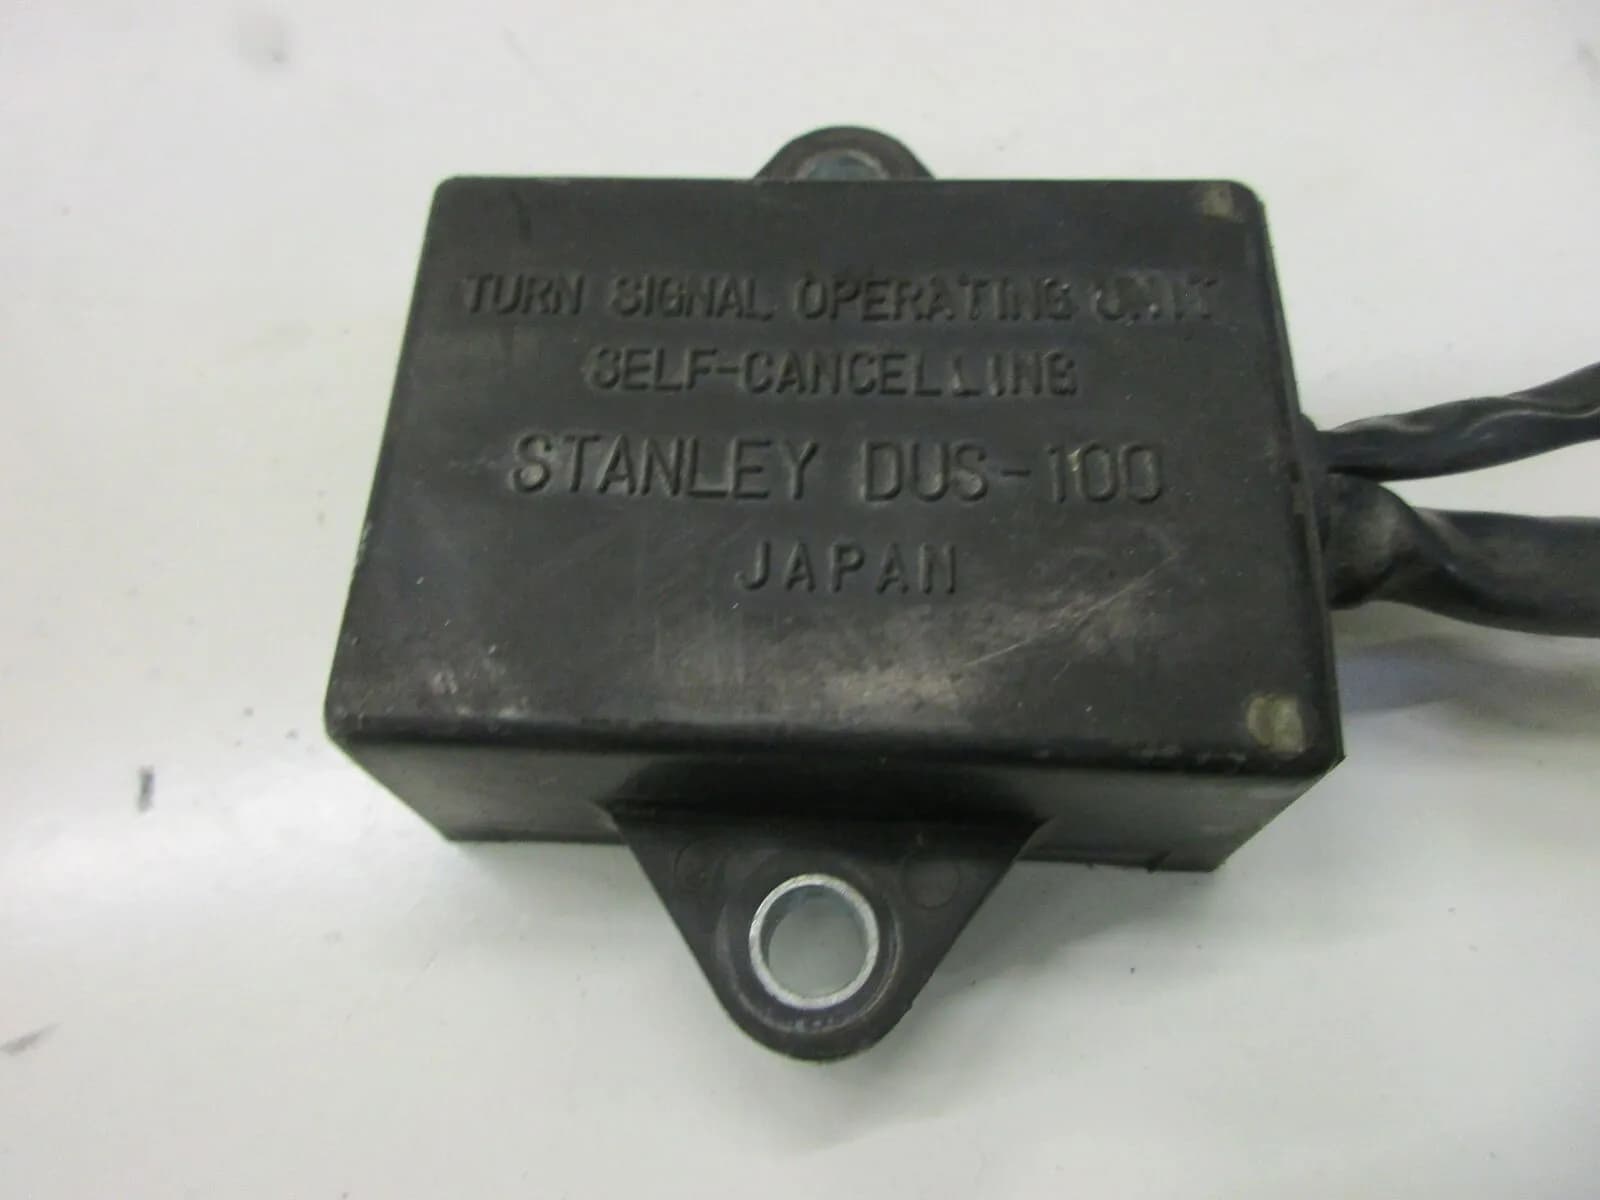 TURN SIGNAL OPERATING UNIT
SELF-CANCELLING
STANLEY DUS-100
JAPAN